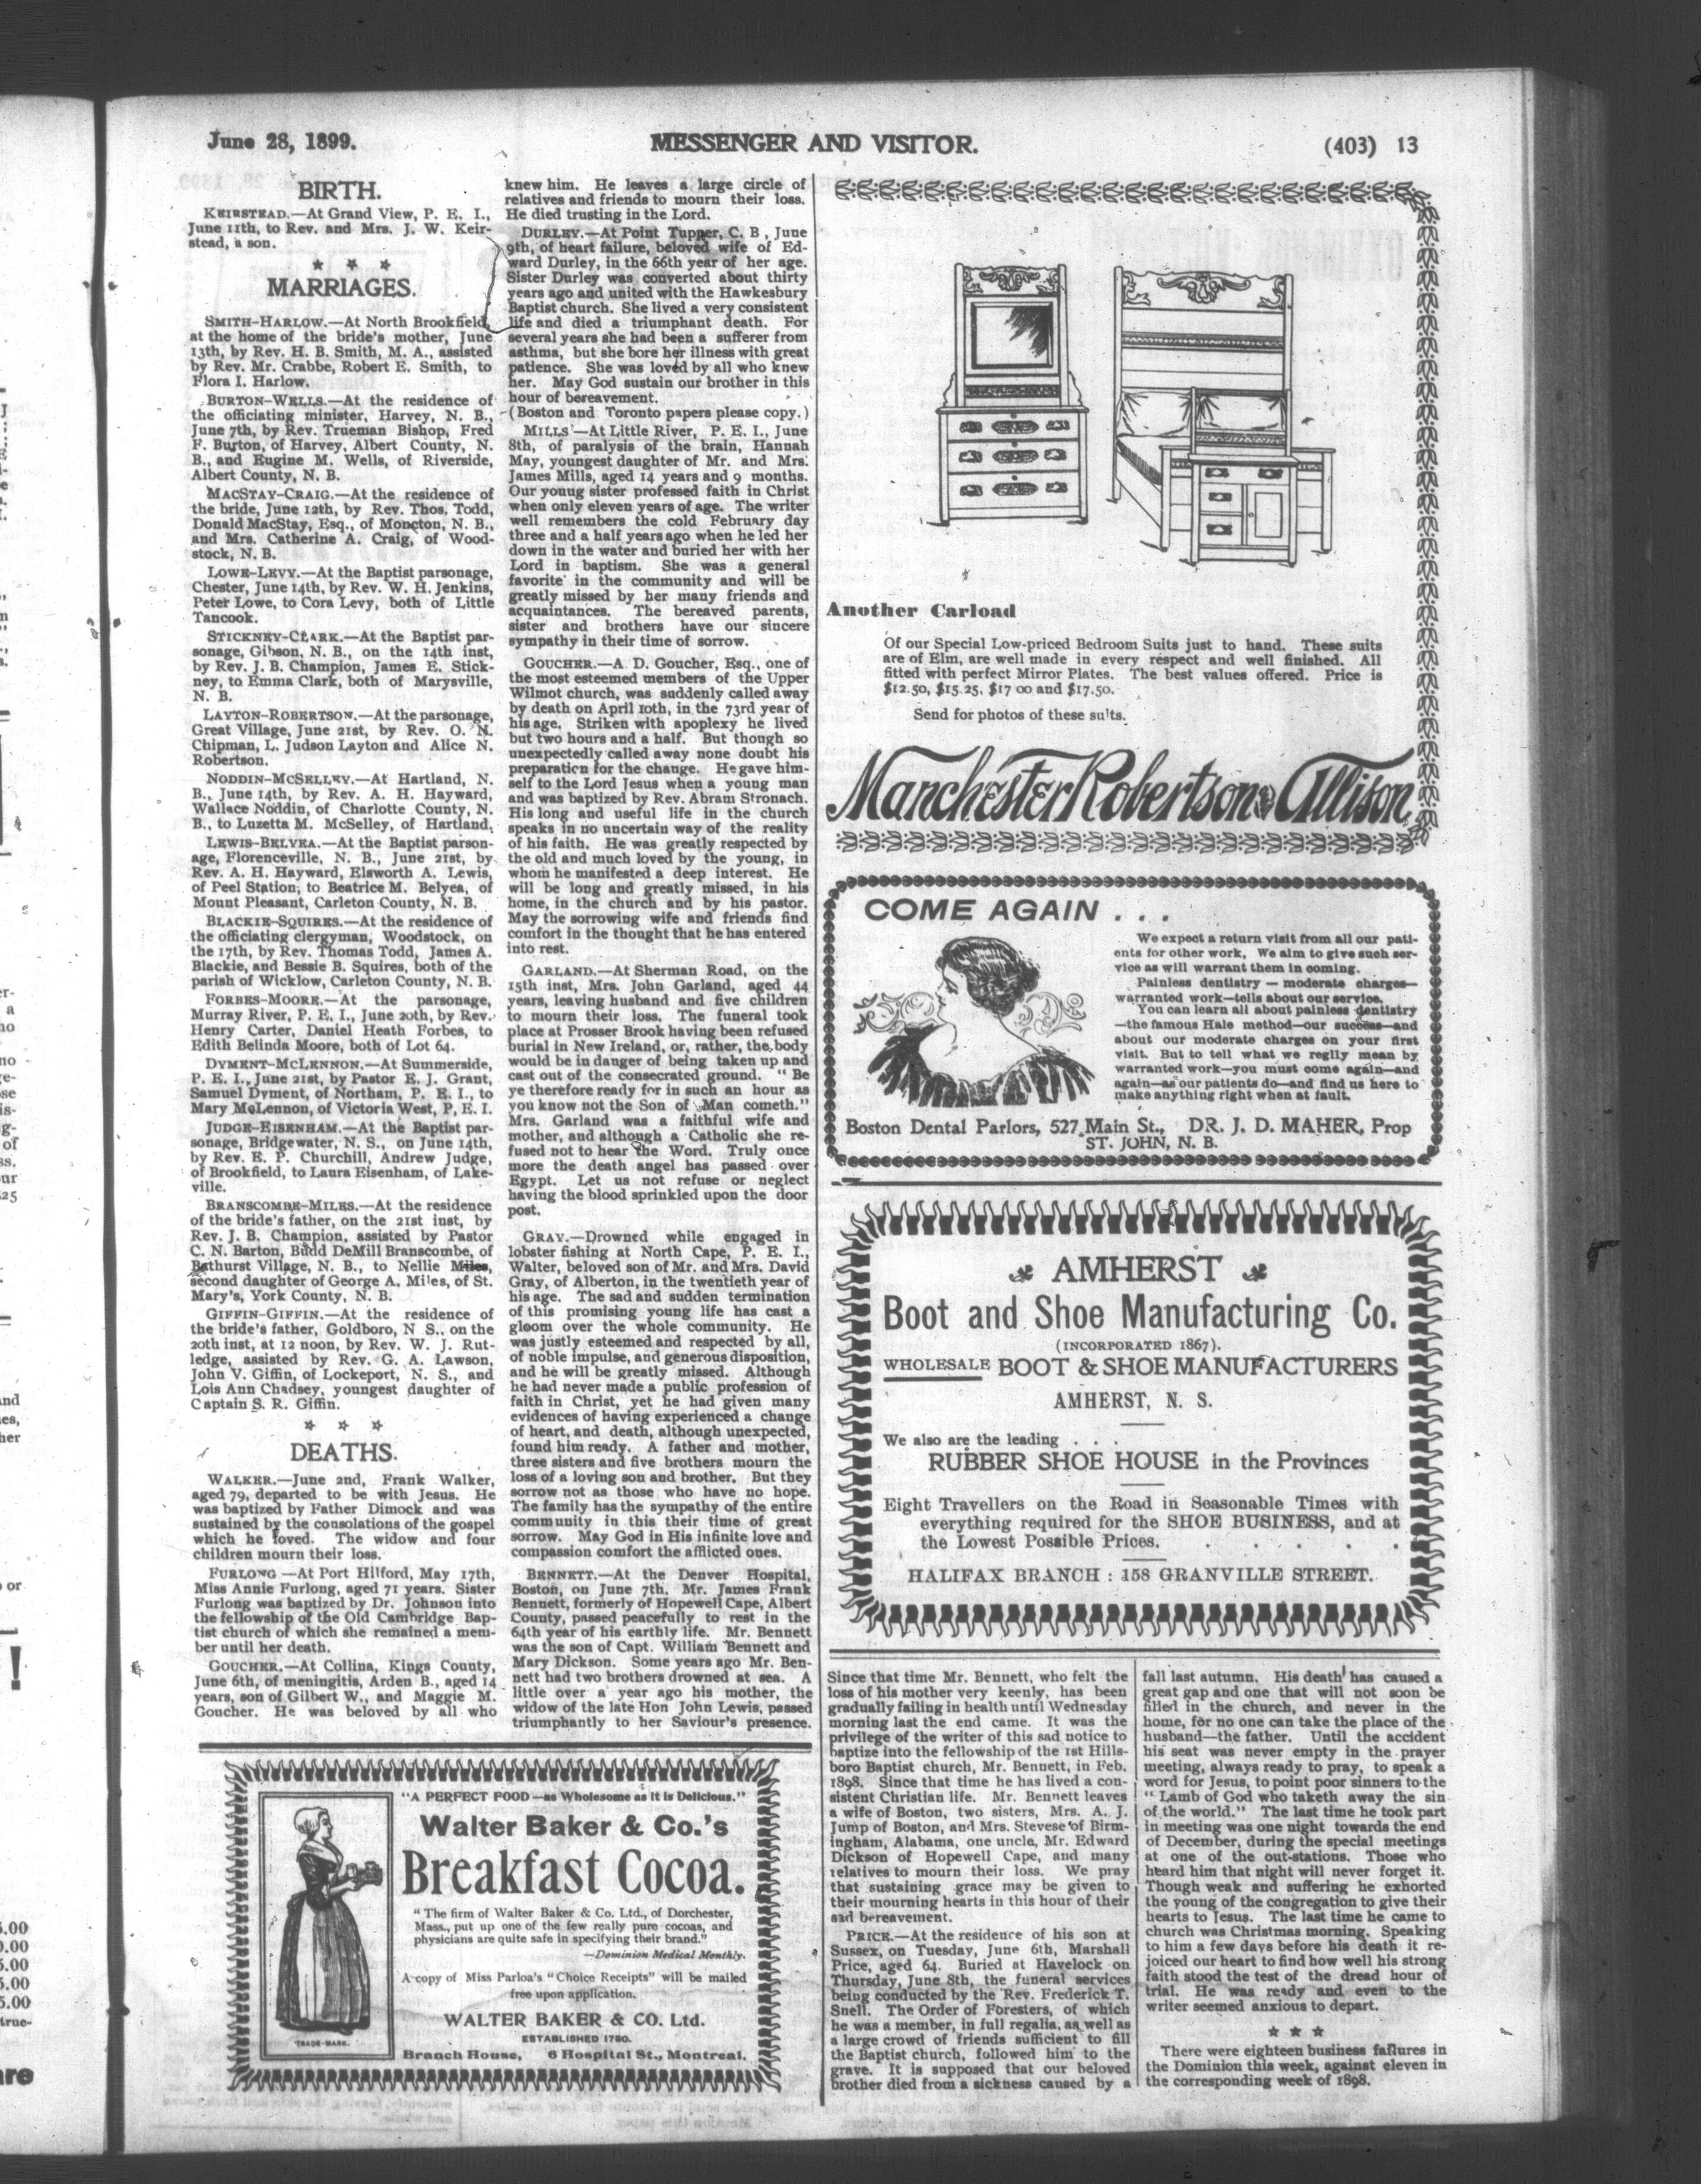 June 28, 1899.
MESSENGER AND VISITOR.
(403) 13
BIRTH.
KEIRSTEAD.—At Grand View, P. E. I.,
June 11th, to Rev. and Mrs. J. W. Keir-
stead, a son.
MARRIAGES.
SMITH-HARLOW.—At North Brookfield,
at the home of the bride's mother, June
13th, by Rev. H. B. Smith, M. A., assisted
by Rev. Mr. Crabbe, Robert E. Smith, to
Flora I. Harlow.
BURTON-WELLS.—At the residence of
the officiating minister, Harvey, N. B.,
June 7th, by Rev. Trueman Bishop, Fred
F. Burton, of Harvey, Albert County, N.
B., and Eugine M. Wells, of Riverside,
Albert County, N. B.
MACSTAY-CRAIG.—At the residence of
the bride, June 12th, by Rev. Thos. Todd,
Donald MacStay, Esq., of Moncton, N. B.,
and Mrs. Catherine A. Craig, of Wood-
stock, N. B.
LOWE-LEVY.—At the Baptist parsonage,
Chester, June 14th, by Rev. W. H. Jenkins,
Peter Lowe, to Cora Levy, both of Little
Tancook.
STICKNEY-CLARK.—At the Baptist par-
sonage, Gibson, N. B., on the 14th inst,
by Rev. J. B. Champion, James E. Stick-
ney, to Emma Clark, both of Marysville,
N. B.
LAYTON-ROBERTSON.—At the parsonage,
Great Village, June 21st, by Rev. O. N.
Chipman, L. Judson Layton and Alice N.
Robertson.
NODDIN-MCSELLEY.—At Hartland, N.
B., June 14th, by Rev. A. H. Hayward,
Wallace Noddin, of Charlotte County, N.
B., to Luzetta M. McSelley, of Hartland.
LEWIS-BELYEA.—At the Baptist parson-
age, Florenceville, N. B., June 21st, by
Rev. A. H. Hayward, Elsworth A. Lewis,
of Peel Station, to Beatrice M. Belyea, of
Mount Pleasant, Carleton County, N. B.
BLACKIE-SQUIRES.—At the residence of
the officiating clergyman, Woodstock, on
the 17th, by Rev. Thomas Todd, James A.
Blackie, and Bessie B. Squires, both of the
parish of Wicklow, Carleton County, N. B.
FORBES-MOORE.—At the parsonage,
Murray River, P. E. I., June 20th, by Rev.
Henry Carter, Daniel Heath Forbes, to
Edith Belinda Moore, both of Lot 64.
DYMENT-MCLENNON.—At Summerside,
P. E. I., June 21st, by Pastor E. J. Grant,
Samuel Dyment, of Northam, P. E. I., to
Mary McLennon, of Victoria West, P. E. I.
JUDGE-EISENHAM.—At the Baptist par-
sonage, Bridgewater, N. S., on June 14th,
by Rev. E. P. Churchill, Andrew Judge,
of Brookfield, to Laura Eisenham, of Lake-
ville.
BRANSCOMBE-MILES.—At the residence
of the bride's father, on the 21st inst, by
Rev. J. B. Champion, assisted by Pastor
C. N. Barton, Budd DeMill Branscombe, of
Bathurst Village, N. B., to Nellie Miles,
second daughter of George A. Miles, of St.
Mary's, York County, N. B.
GIFFIN-GIFFIN.—At the residence of
the bride's father, Goldboro, N S., on the
20th inst, at 12 noon, by Rev. W. J. Rut-
ledge, assisted by Rev. G. A. Lawson,
John V. Giffin, of Lockeport, N. S., and
Lois Ann Chadsey, youngest daughter of
Captain S. R. Giffin.
DEATHS.
WALKER.—June 2nd, Frank Walker,
aged 79, departed to be with Jesus. He
was baptized by Father Dimock and was
sustained by the consolations of the gospel
which he loved. The widow and four
children mourn their loss.
FURLONG —At Port Hilford, May 17th,
Miss Annie Furlong, aged 71 years. Sister
Furlong was baptized by Dr. Johnson into
the fellowship of the Old Cambridge Bap-
tist church of which she remained a mem-
ber until her death.
GOUCHER.—At Collina, Kings County,
June 6th, of meningitis, Arden B., aged 14
years, son of Gilbert W., and Maggie M.
Goucher. He was beloved by all who
knew him. He leaves a large circle of
relatives and friends to mourn their loss.
He died trusting in the Lord.
DURLEY.—At Point Tupper, C. B , June
9th, of heart failure, beloved wife of Ed-
ward Durley, in the 66th year of her age.
Sister Durley was converted about thirty
years ago and united with the Hawkesbury
Baptist church. She lived a very consistent
life and died a triumphant death. For
several years she had been a sufferer from
asthma, but she bore her illness with great
patience. She was loved by all who knew
her. May God sustain our brother in this
hour of bereavement.
(Boston and Toronto papers please copy.)
MILLS —At Little River, P. E. I., June
8th, of paralysis of the brain, Hannah
May, youngest daughter of Mr. and Mrs.
James Mills, aged 14 years and 9 months.
Our youug sister professed faith in Christ
when only eleven years of age. The writer
well remembers the cold February day
three and a half years ago when he led her
down in the water and buried her with her
Lord in baptism. She was a general
favorite in the community and will be
greatly missed by her many friends and
acquaintances. The bereaved parents,
sister and brothers have our sincere
sympathy in their time of sorrow.
GOUCHER.—A. D. Goucher, Esq., one of
the most esteemed members of the Upper
Wilmot church, was suddenly called away
by death on April 10th, in the 73rd year of
his age. Striken with apoplexy he lived
but two hours and a half. But though so
unexpectedly called away none doubt his
preparation for the change. He gave him-
self to the Lord Jesus when a young man
and was baptized by Rev. Abram Stronach.
His long and useful life in the church
speaks in no uncertain way of the reality
of his faith. He was greatly respected by
the old and much loved by the young, in
whom he manifested a deep interest. He
will be long and greatly missed, in his
home, in the church and by his pastor.
May the sorrowing wife and friends find
comfort in the thought that he has entered
into rest.
GARLAND.—At Sherman Road, on the
15th inst, Mrs. John Garland, aged 44
years, leaving husband and five children
to mourn their loss. The funeral took
place at Prosser Brook having been refused
burial in New Ireland, or, rather, the body
would be in danger of being taken up and
cast out of the consecrated ground. " Be
ye therefore ready for in such an hour as
you know not the Son of Man cometh."
Mrs. Garland was a faithful wife and
mother, and although a Catholic she re-
fused not to hear the Word. Truly once
more the death angel has passed over
Egypt. Let us not refuse or neglect
having the blood sprinkled upon the door
post.
GRAY.—Drowned while engaged in
lobster fishing at North Cape, P. E. I.,
Walter, beloved son of Mr. and Mrs. David
Gray, of Alberton, in the twentieth year of
his age. The sad and sudden termination
of this promising young life has cast a
gloom over the whole community. He
was justly esteemed and respected by all,
of noble impulse, and generous disposition,
and he will be greatly missed. Although
he had never made a public profession of
faith in Christ, yet he had given many
evidences of having experienced a change
of heart, and death, although unexpected,
found him ready. A father and mother,
three sisters and five brothers mourn the
loss of a loving son and brother. But they
sorrow not as those who have no hope.
The family has the sympathy of the entire
community in this their time of great
sorrow. May God in His infinite love and
compassion comfort the afflicted ones.
BENNETT.—At the Denver Hospital,
Boston, on June 7th, Mr. James Frank
Bennett, formerly of Hopewell Cape, Albert
County, passed peacefully to rest in the
64th year of his earthly life. Mr. Bennett
was the son of Capt. William Bennett and
Mary Dickson. Some years ago Mr. Ben-
nett had two brothers drowned at sea. A
little over a year ago his mother, the
widow of the late Hon John Lewis, passed
triumphantly to her Saviour's presence.
"A PERFECT FOOD—as Wholesome as it is Delicious."
Walter Baker & Co.'s
Breakfast Cocoa.
" The firm of Walter Baker & Co. Ltd., of Dorchester,
Mass., put up one of the few really pure cocoas, and
physicians are quite safe in specifying their brand."
—Dominion Medical Monthly.
A copy of Miss Parloa's " Choice Receipts" will be mailed
free upon application.
WALTER BAKER & CO. Ltd.
ESTABLISHED 1780.
Branch House, 6 Hospital St., Montreal.
TRADE-MARK.
Another Carload
Of our Special Low-priced Bedroom Suits just to hand. These suits
are of Elm, are well made in every respect and well finished. All
fitted with perfect Mirror Plates. The best values offered. Price is
$12.50, $15.25, $17 00 and $17.50.
Send for photos of these suits.
Manchester Robertson & Allison
COME AGAIN . . .
We expect a return visit from all our pati-
ents for other work, We aim to give such ser-
vice as will warrant them in coming.
Painless dentistry — moderate charges—
warranted work—tells about our service.
You can learn all about painless dentistry
—the famous Hale method—our success—and
about our moderate charges on your first
visit. But to tell what we reglly mean by
warranted work—you must come again—and
again—as our patients do—and find us here to
make anything right when at fault.
Boston Dental Parlors, 527 Main St., DR. J. D. MAHER, Prop
ST. JOHN, N. B.
AMHERST
Boot and Shoe Manufacturing Co.
(INCORPORATED 1867).
WHOLESALE BOOT & SHOE MANUFACTURERS
AMHERST, N. S.
We also are the leading . . .
RUBBER SHOE HOUSE in the Provinces
Eight Travellers on the Road in Seasonable Times with
everything required for the SHOE BUSINESS, and at
the Lowest Possible Prices. . . . . .
HALIFAX BRANCH : 158 GRANVILLE STREET.
Since that time Mr. Bennett, who felt the
loss of his mother very keenly, has been
gradually failing in health until Wednesday
morning last the end came. It was the
privilege of the writer of this sad notice to
baptize into the fellowship of the 1st Hills-
boro Baptist church, Mr. Bennett, in Feb.
1898. Since that time he has lived a con-
sistent Christian life. Mr. Bennett leaves
a wife of Boston, two sisters, Mrs. A. J.
Jump of Boston, and Mrs. Stevese of Birm-
ingham, Alabama, one uncle, Mr. Edward
Dickson of Hopewell Cape, and many
relatives to mourn their loss. We pray
that sustaining grace may be given to
their mourning hearts in this hour of their
sad bereavement.
PRICE.—At the residence of his son at
Sussex, on Tuesday, June 6th, Marshall
Price, aged 64. Buried at Havelock on
Thursday, June 8th, the funeral services
being conducted by the Rev. Frederick T.
Snell. The Order of Foresters, of which
he was a member, in full regalia, as well as
a large crowd of friends sufficient to fill
the Baptist church, followed him to the
grave. It is supposed that our beloved
brother died from a sickness caused by a
fall last autumn. His death has caused a
great gap and one that will not soon be
filled in the church, and never in the
home, for no one can take the place of the
husband—the father. Until the accident
his seat was never empty in the prayer
meeting, always ready to pray, to speak a
word for Jesus, to point poor sinners to the
" Lamb of God who taketh away the sin
of the world." The last time he took part
in meeting was one night towards the end
of December, during the special meetings
at one of the out-stations. Those who
heard him that night will never forget it.
Though weak and suffering he exhorted
the young of the congregation to give their
hearts to Jesus. The last time he came to
church was Christmas morning. Speaking
to him a few days before his death it re-
joiced our heart to find how well his strong
faith stood the test of the dread hour of
trial. He was ready and even to the
writer seemed anxious to depart.
There were eighteen business failures in
the Dominion this week, against eleven in
the corresponding week of 1898.